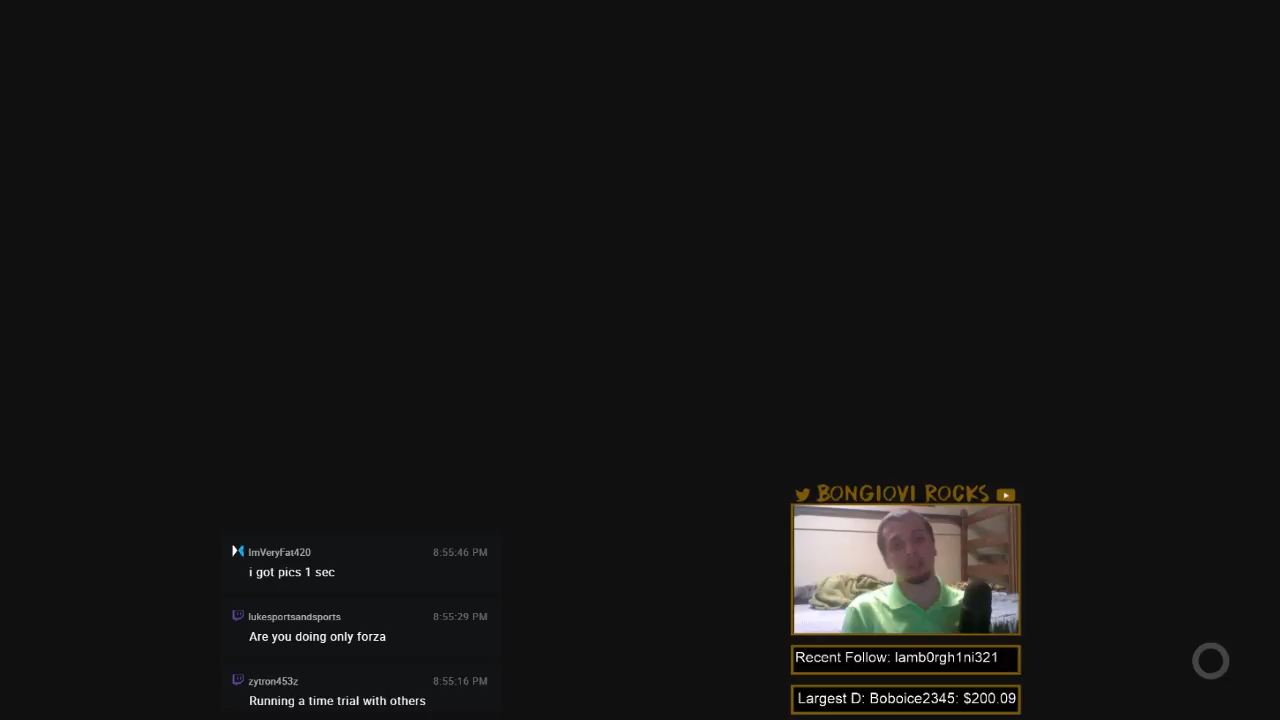 ImVeryFat420 8:55:46 PM
i got pics 1 sec
lukesportsandsports 8:55:29 PM
Are you doing only forza
zytron453z 8:55:16 PM
Running a time trial with others
BONGIOVI ROCKS
Recent Follow: lamb0rgh1ni321
Largest D: Boboice2345: $200.09